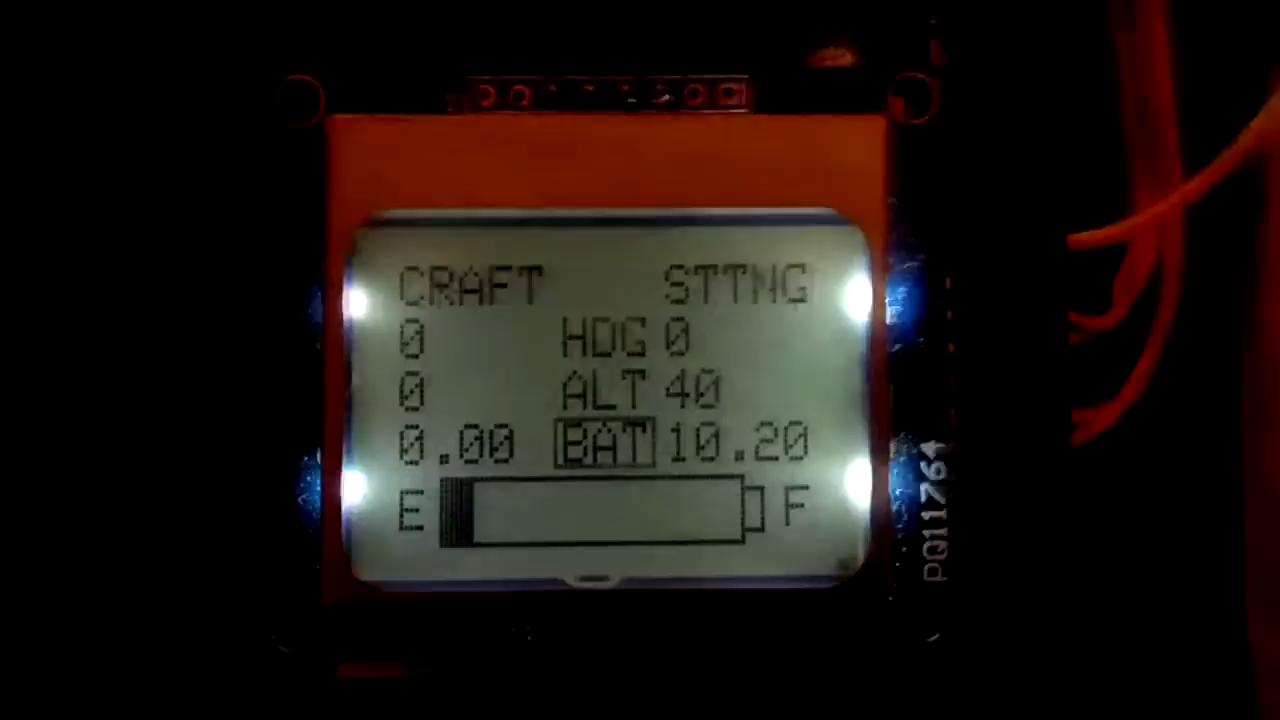 CRAFT STTNG
0 HDG 0
0 ALT 40
0.00 BAT 10.20
E F
PQ11764